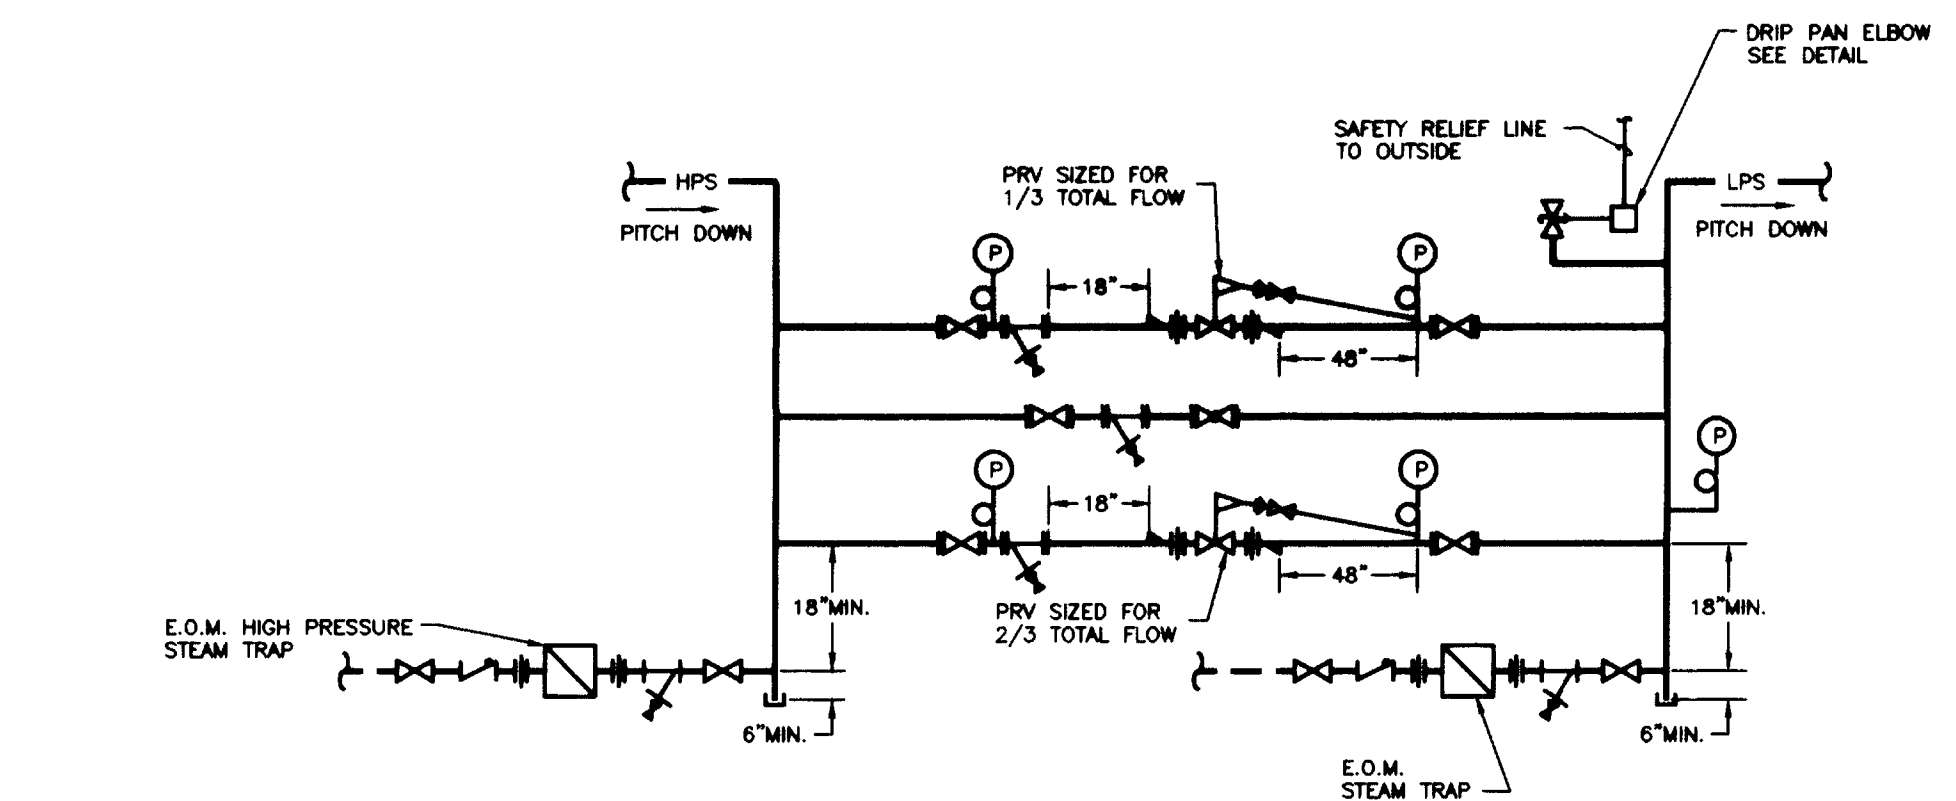 DRIP PAN ELBOW
SEE DETAIL
SAFETY RELIEF LINE
TO OUTSIDE
PRV SIZED FOR
1/3 TOTAL FLOW
HPS
PITCH DOWN
LPS
PITCH DOWN
P
P
18"
48"
P
P
P
18"
48"
18"MIN.
18"MIN.
PRV SIZED FOR
2/3 TOTAL FLOW
E.O.M. HIGH PRESSURE
STEAM TRAP
6"MIN.
6"MIN.
E.O.M.
STEAM TRAP